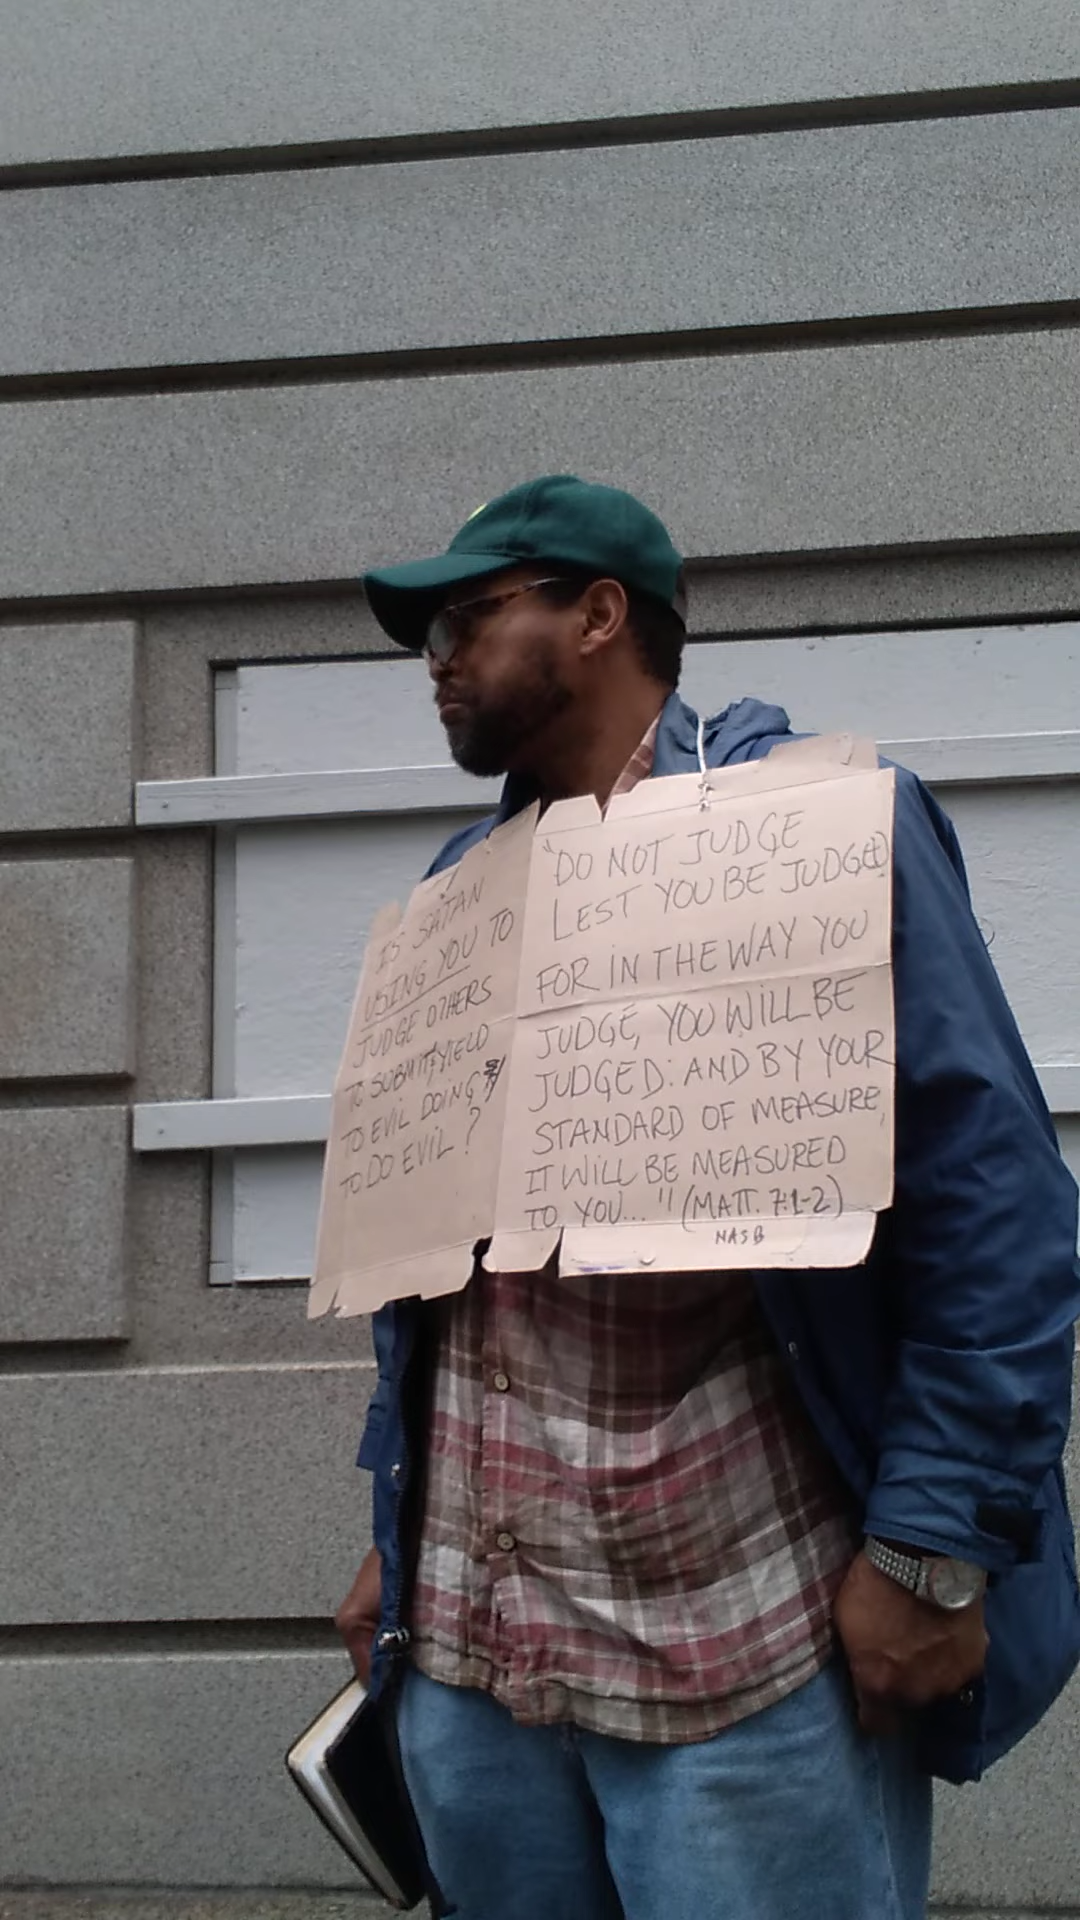 IS SATAN
USING YOU TO
JUDGE OTHERS
TO SUBMIT/YIELD
TO EVIL DOING
TO DO EVIL?
"DO NOT JUDGE
LEST YOU BE JUDGED
FOR IN THE WAY YOU
JUDGE, YOU WILL BE
JUDGED: AND BY YOUR
STANDARD OF MEASURE,
IT WILL BE MEASURED
TO YOU..." (MATT. 7:1-2)
NASB